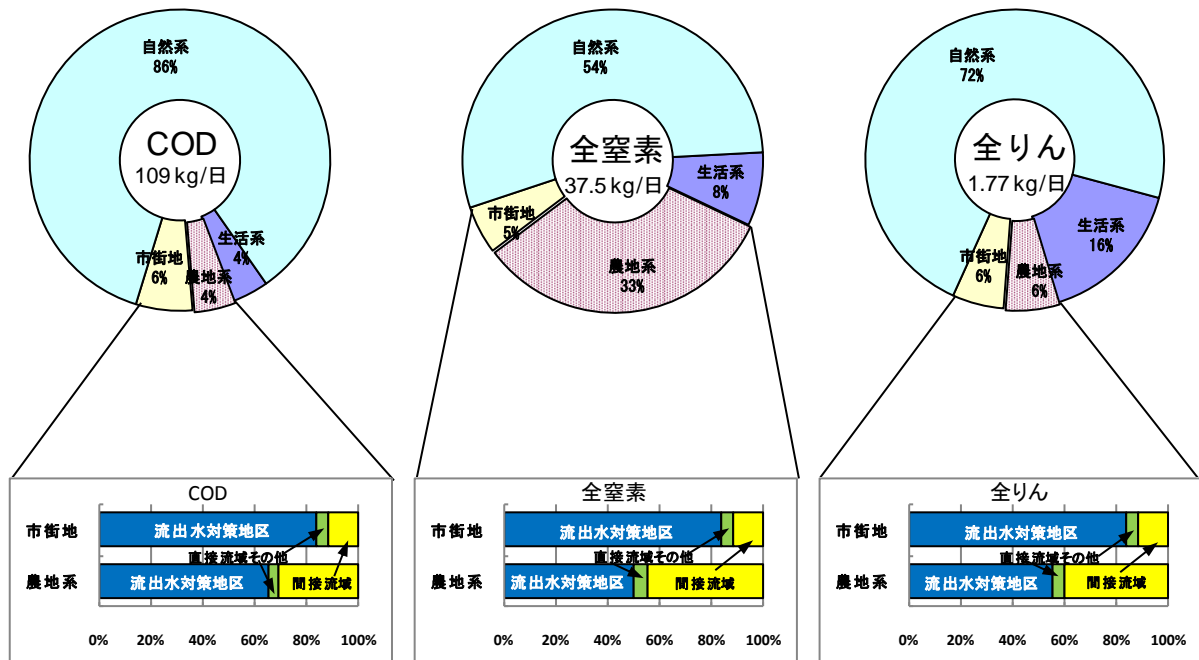 自然系
86%
COD
109 kg/日
生活系
4%
農地系
4%
市街地
6%
自然系
54%
全窒素
37.5 kg/日
生活系
8%
農地系
33%
市街地
5%
自然系
72%
全りん
1.77 kg/日
生活系
16%
農地系
6%
市街地
6%
COD
市街地
流出水対策地区
直接流域その他
農地系
流出水対策地区
間接流域
0% 20% 40% 60% 80% 100%
全窒素
市街地
流出水対策地区
直接流域その他
農地系
流出水対策地区
間接流域
0% 20% 40% 60% 80% 100%
全りん
市街地
流出水対策地区
直接流域その他
農地系
流出水対策地区
間接流域
0% 20% 40% 60% 80% 100%